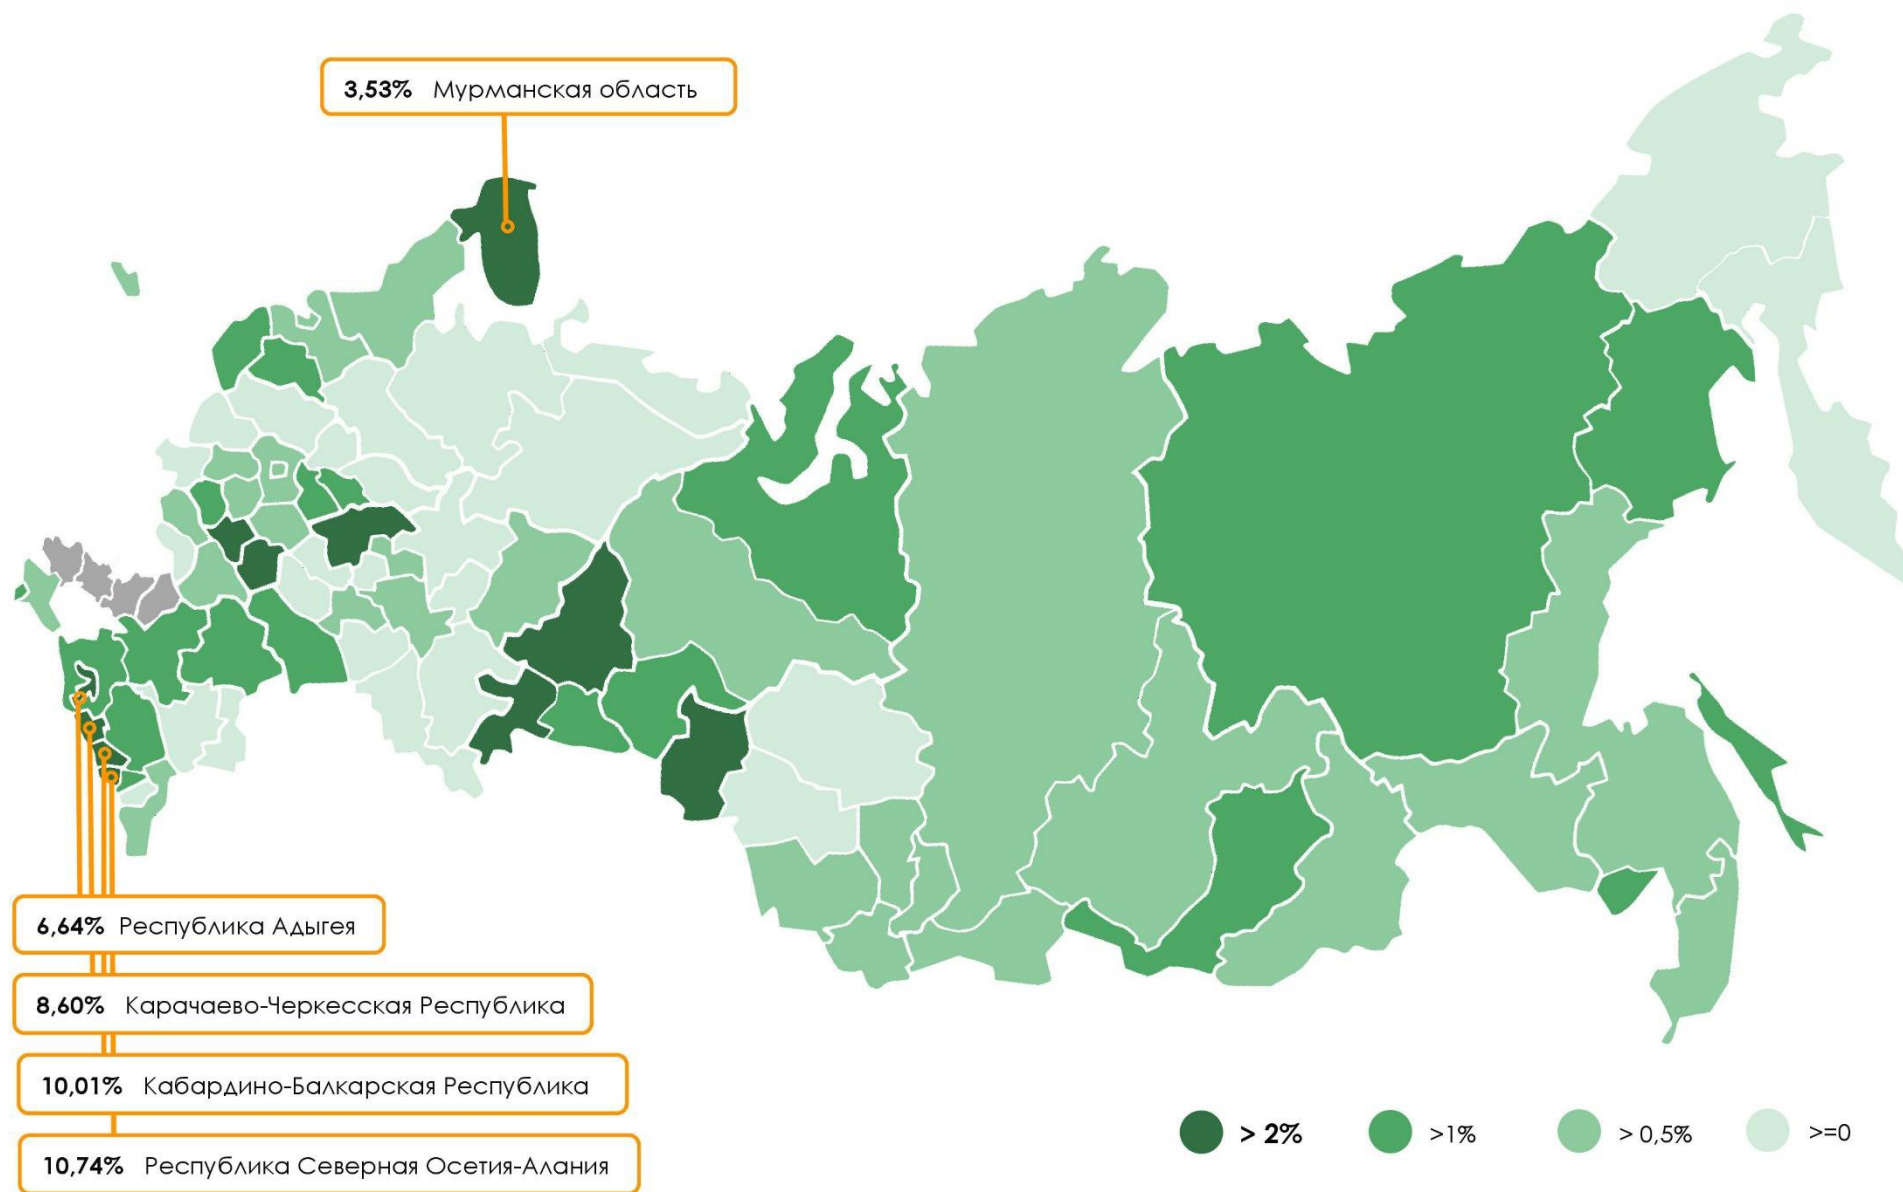 3,53% Мурманская область
6,64% Республика Адыгея
8,60% Карачаево-Черкесская Республика
10,01% Кабардино-Балкарская Республика
10,74% Республика Северная Осетия-Алания
> 2% >1% > 0,5% >=0